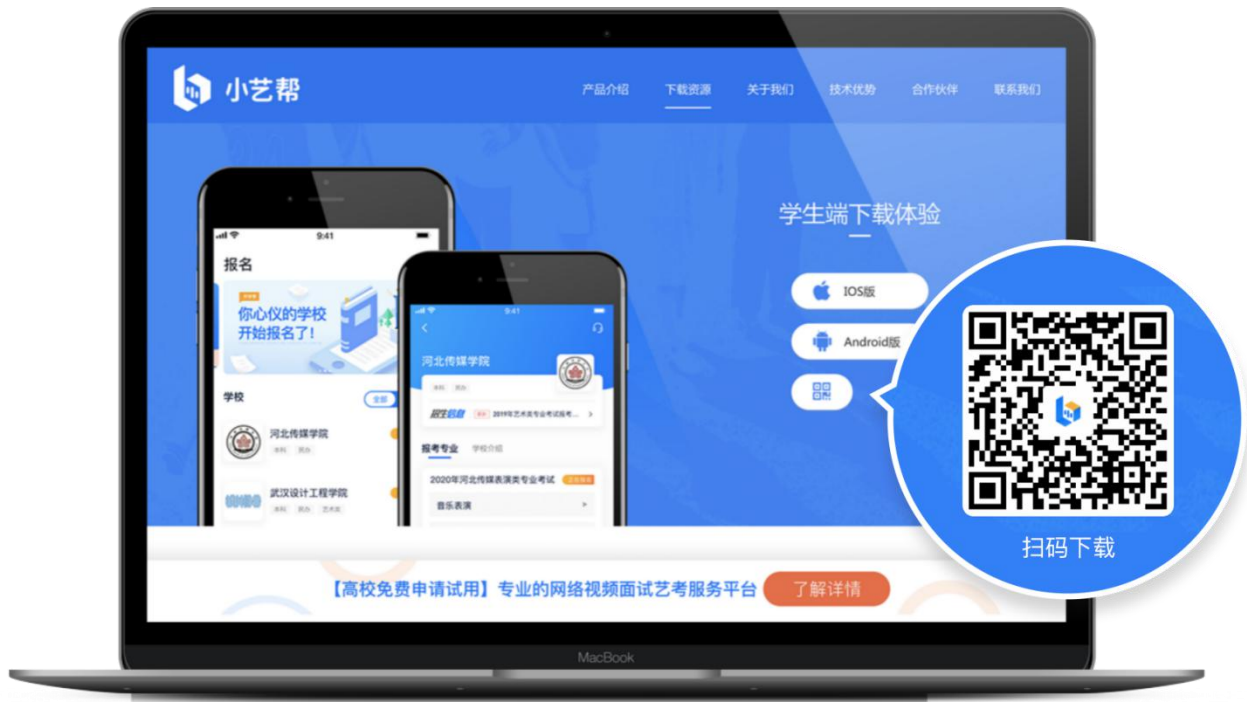 小艺帮
产品介绍
下载资源
关于我们
技术优势
合作伙伴
联系我们
学生端下载体验
IOS版
Android版
扫码下载
9:41
报名
你心仪的学校
开始报名了!
学校
全部
河北传媒学院
本科 民办
武汉设计工程学院
本科 民办 艺术类
9:41
河北传媒学院
本科 民办
招生信息
2019年艺术类专业考试报考...
报考专业 学校介绍
2020年河北传媒表演类专业考试
音乐表演
【高校免费申请试用】专业的网络视频面试艺考服务平台
了解详情
MacBook